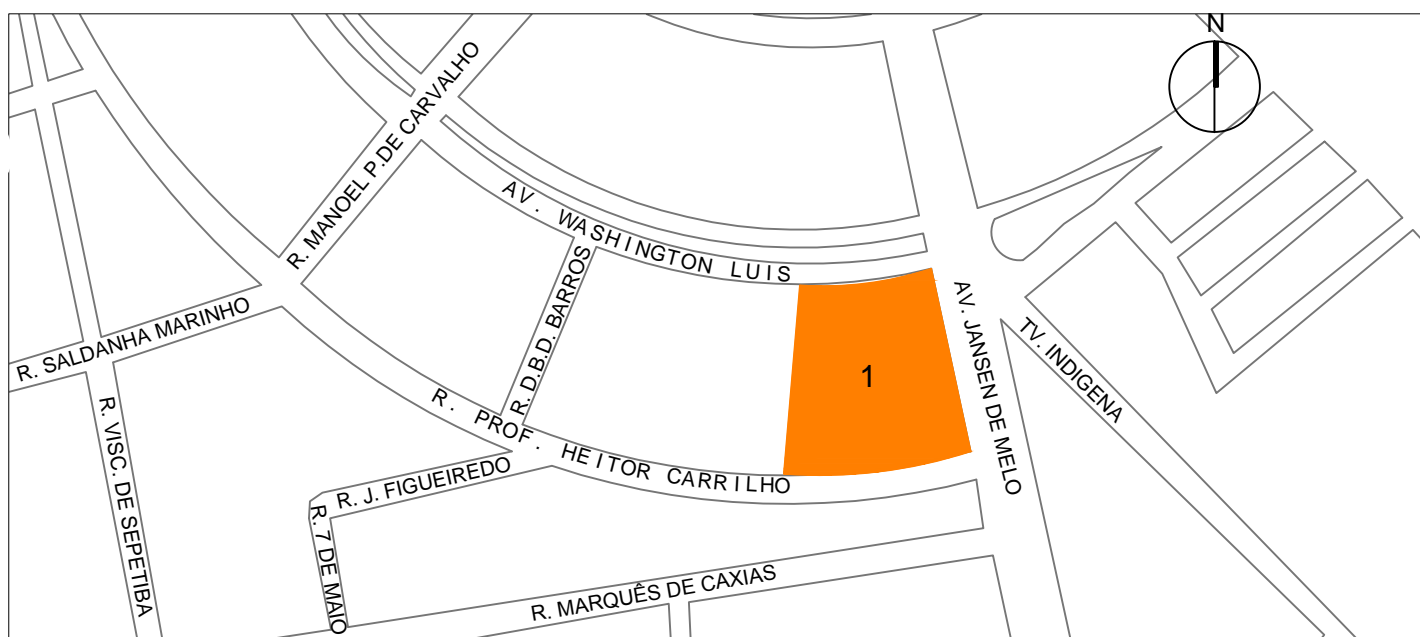 N
R. MANOEL P.DE CARVALHO
AV. WASHINGTON LUIS
R. D.B.D. BARROS
R. SALDANHA MARINHO
AV. JANSEN DE MELO
TV. INDIGENA
1
R. VISC. DE SEPETIBA
R. PROF. HEITOR CARRILHO
R. J. FIGUEIREDO
R. 7 DE MAIO
R. MARQUÊS DE CAXIAS